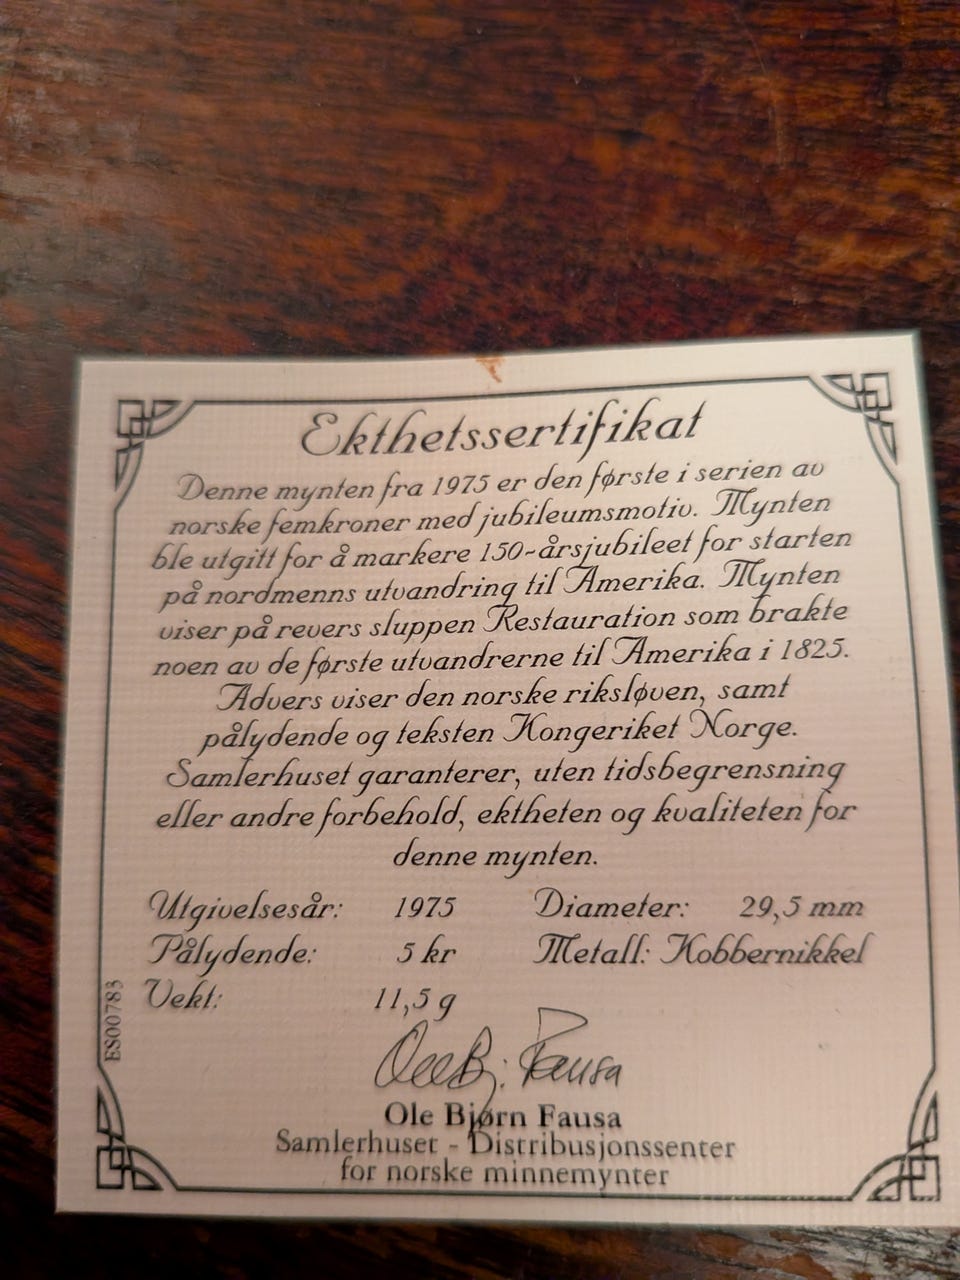 Ekthetssertifikat
Denne mynten fra 1975 er den første i serien av
norske femkroner med jubileumsmotiv. Mynten
ble utgitt for å markere 150-årsjubileet for starten
på nordmenns utvandring til Amerika. Mynten
viser på revers sluppen Restauration som brakte
noen av de første utvandrerne til Amerika i 1825.
Advers viser den norske riksløven, samt
pålydende og teksten Kongeriket Norge.
Samlerhuset garanterer, uten tidsbegrensning
eller andre forbehold, ektheten og kvaliteten for
denne mynten.
Utgivelsesår: 1975 Diameter: 29,5 mm
Pålydende: 5 kr Metall: Kobbernikkel
Vekt: 11,5 g
ES00783
Ole Bj. Fausa
Ole Bjørn Fausa
Samlerhuset - Distribusjonssenter
for norske minnemynter